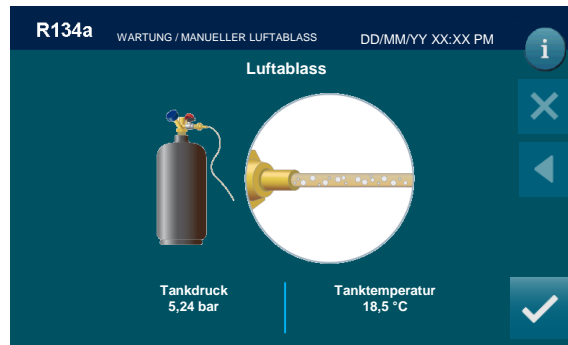 R134a WARTUNG / MANUELLER LUFTABLASS DD/MM/YY XX:XX PM
i
Luftablass
Tankdruck Tanktemperatur
5,24 bar 18,5 °C